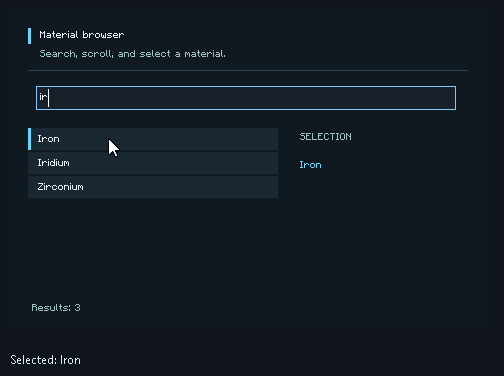 Material browser
Search, scroll, and select a material.
ir
Iron
Iridium
Zirconium
SELECTION
Iron
Results: 3
Selected: Iron